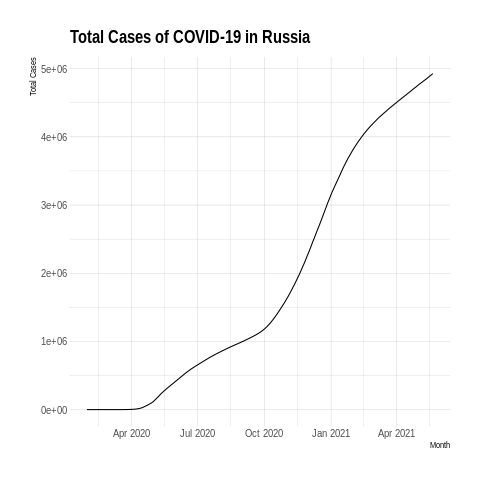 Total Cases of COVID-19 in Russia
Total Cases
5e+06
4e+06
3e+06
2e+06
1e+06
0e+00
Apr 2020 Jul 2020 Oct 2020 Jan 2021 Apr 2021
Month